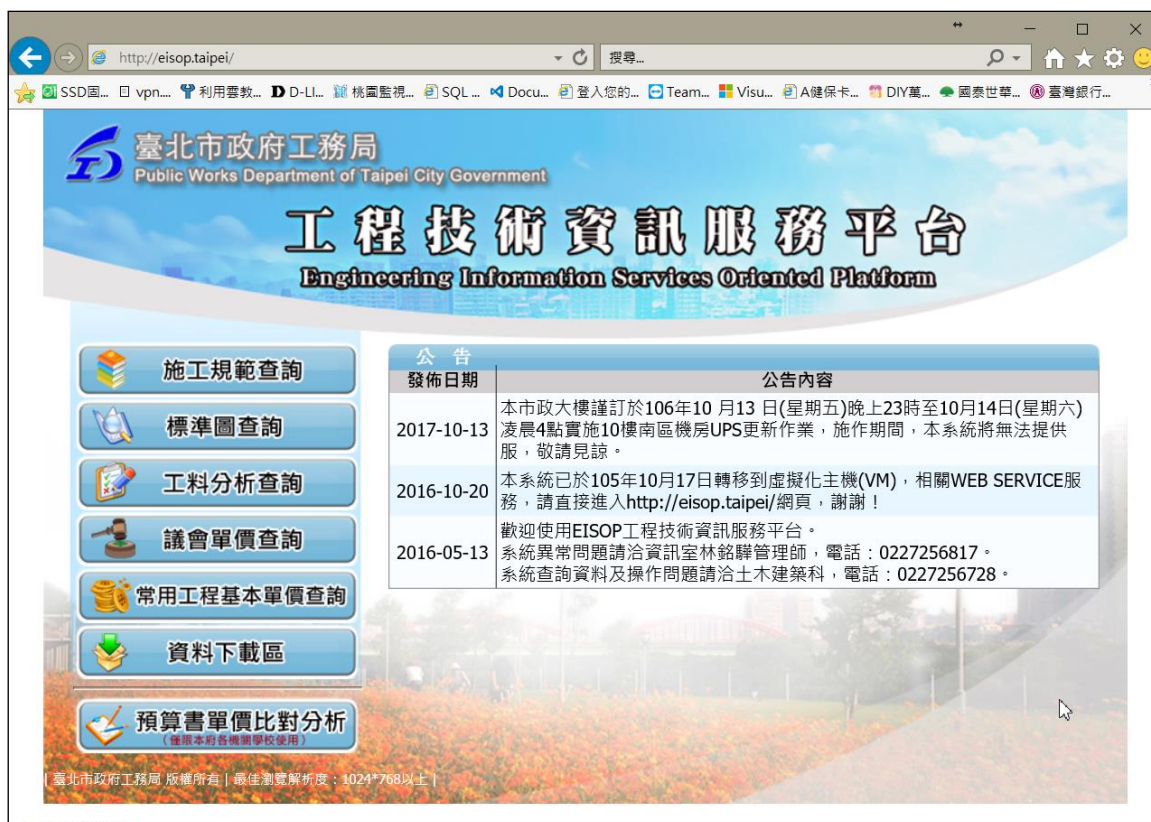 http://eisop.taipei/
搜尋...
SSD固... vpn.... 利用雲教... D-LI... 桃園監視... SQL ... Docu... 登入您的... Team... Visu... A健保卡... DIY萬... 國泰世華... 臺灣銀行...
臺北市政府工務局
Public Works Department of Taipei City Government
工程技術資訊服務平台
Engineering Information Services Oriented Platform
施工規範查詢
標準圖查詢
工料分析查詢
議會單價查詢
常用工程基本單價查詢
資料下載區
預算書單價比對分析
(僅限本府各機關學校使用)
公 告
發佈日期 公告內容
2017-10-13 本市政大樓謹訂於106年10 月13 日(星期五)晚上23時至10月14日(星期六)
凌晨4點實施10樓南區機房UPS更新作業，施作期間，本系統將無法提供
服，敬請見諒。
2016-10-20 本系統已於105年10月17日轉移到虛擬化主機(VM)，相關WEB SERVICE服
務，請直接進入http://eisop.taipei/網頁，謝謝！
2016-05-13 歡迎使用EISOP工程技術資訊服務平台。
系統異常問題請洽資訊室林銘驊管理師，電話：0227256817。
系統查詢資料及操作問題請洽土木建築科，電話：0227256728。
| 臺北市政府工務局 版權所有 | 最佳瀏覽解析度：1024*768以上 |